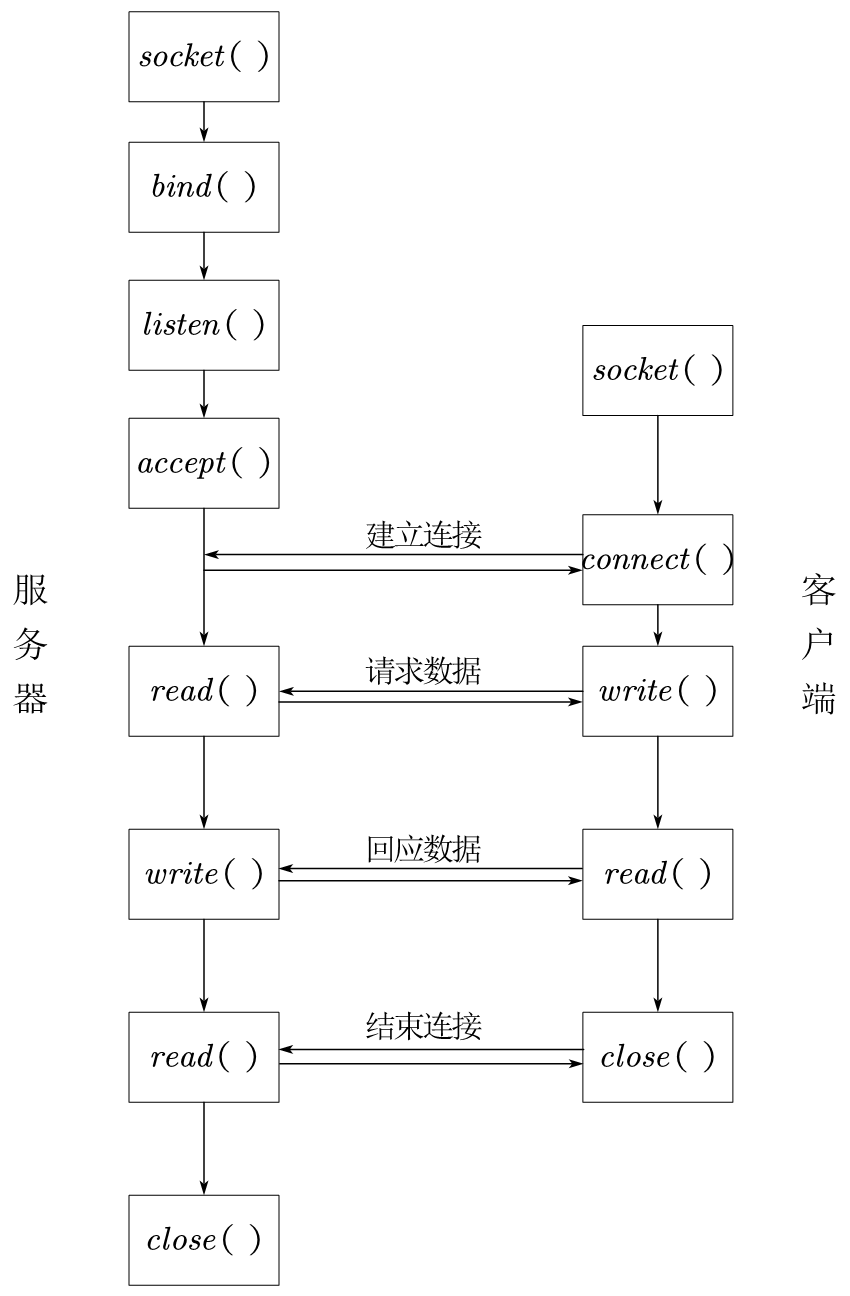 socket( )
bind( )
listen( )
socket( )
accept( )
建立连接
connect( )
服务器
客户端
read( )
请求数据
write( )
write( )
回应数据
read( )
read( )
结束连接
close( )
close( )